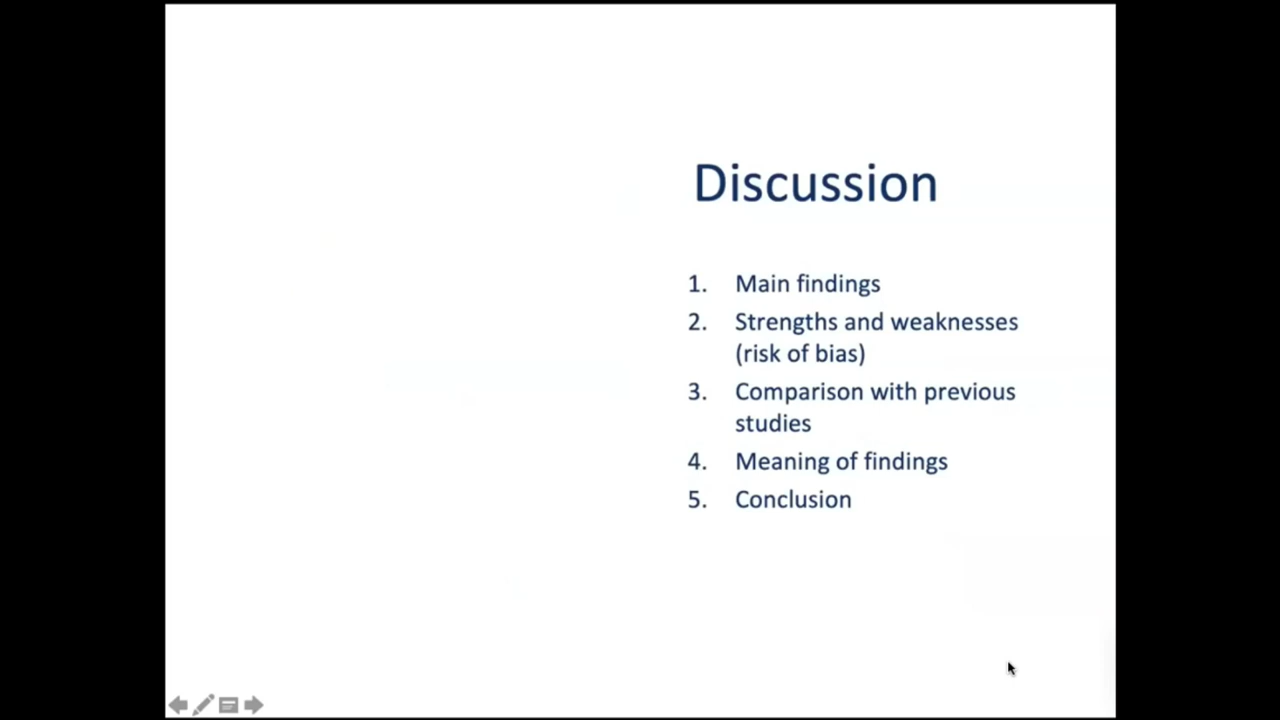 Discussion
1. Main findings
2. Strengths and weaknesses
(risk of bias)
3. Comparison with previous
studies
4. Meaning of findings
5. Conclusion